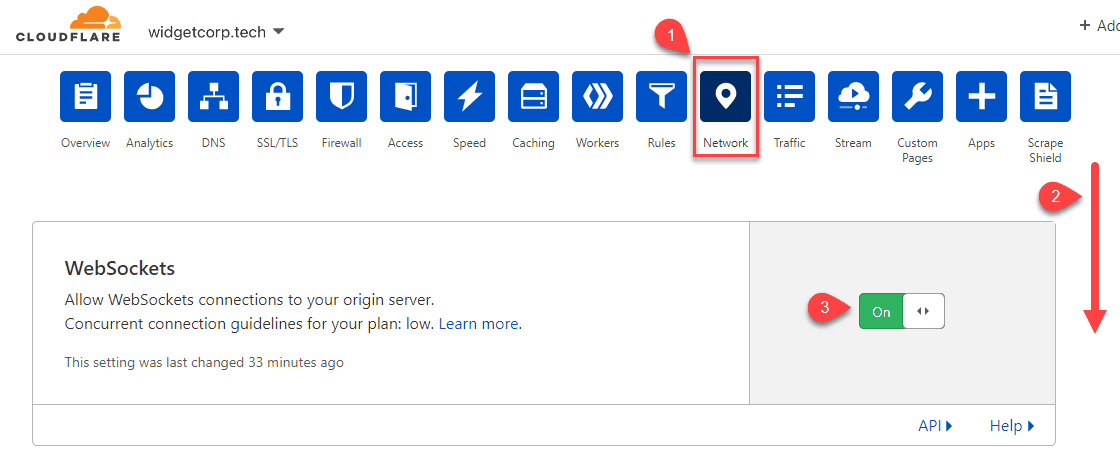 CLOUDFLARE
widgetcorp.tech
+ Add
1
Overview
Analytics
DNS
SSL/TLS
Firewall
Access
Speed
Caching
Workers
Rules
Network
Traffic
Stream
Custom
Pages
Apps
Scrape
Shield
2
WebSockets
Allow WebSockets connections to your origin server.
Concurrent connection guidelines for your plan: low. Learn more.
This setting was last changed 33 minutes ago
3
On
API
Help